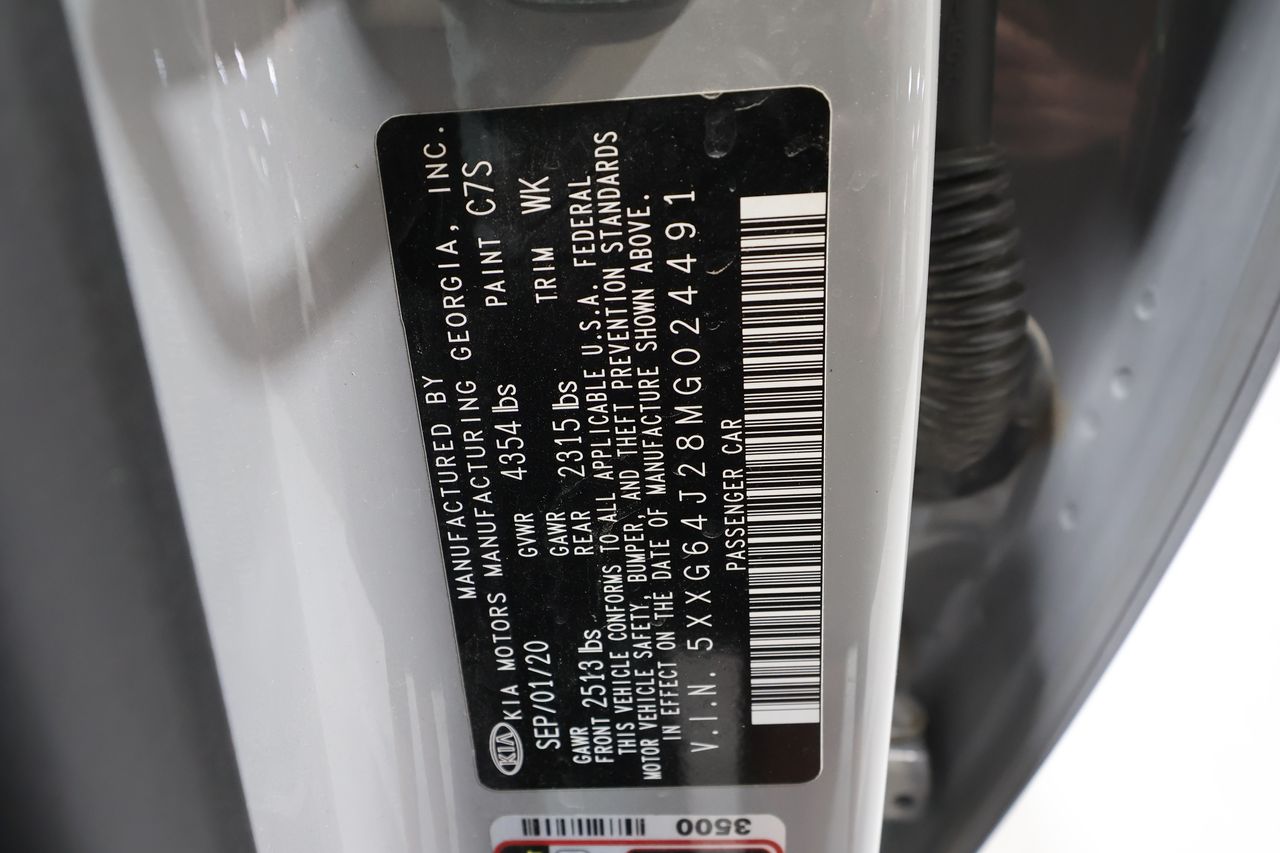 MANUFACTURED BY
KIA KIA MOTORS MANUFACTURING GEORGIA, INC.
SEP/01/20 GVWR 4354 lbs PAINT C7S
GAWR FRONT 2513 lbs GAWR REAR 2315 lbs TRIM WK
THIS VEHICLE CONFORMS TO ALL APPLICABLE U.S.A. FEDERAL
MOTOR VEHICLE SAFETY, BUMPER, AND THEFT PREVENTION STANDARDS
IN EFFECT ON THE DATE OF MANUFACTURE SHOWN ABOVE.
V.I.N. 5XXG64J28MG024491
PASSENGER CAR
3500